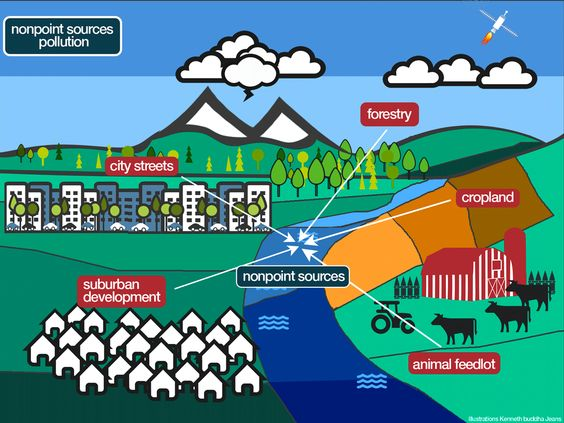 nonpoint sources
pollution
forestry
city streets
cropland
nonpoint sources
suburban
development
animal feedlot
Illustrations Kenneth buddha Jeans